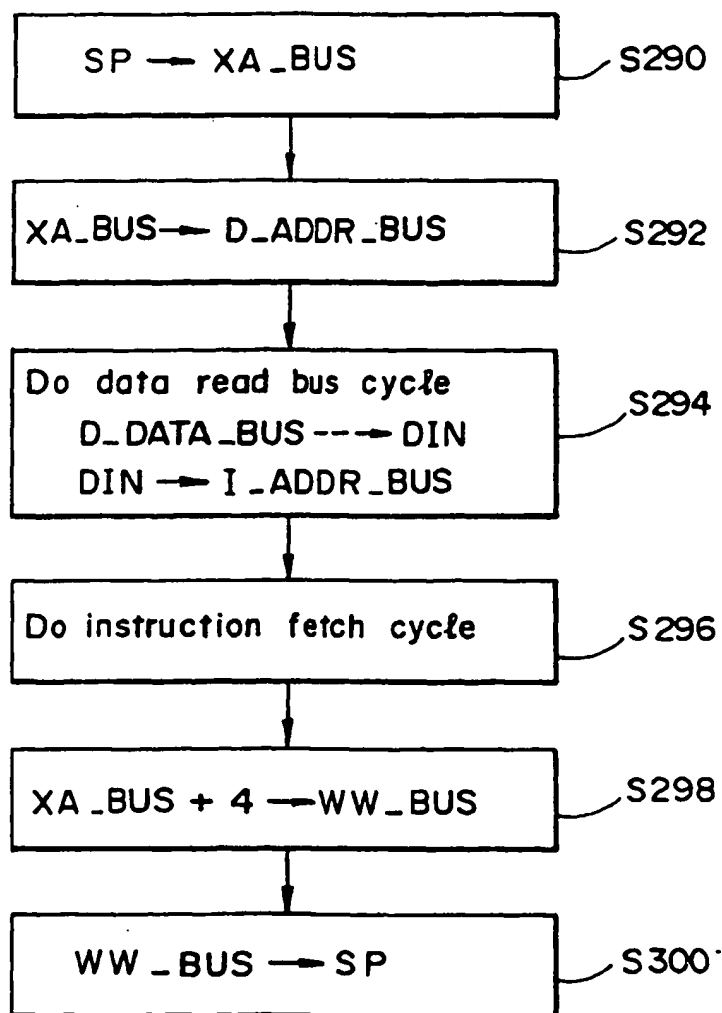 SP → XA_BUS
S290
XA_BUS → D_ADDR_BUS
S292
Do data read bus cycle
D_DATA_BUS ---→ DIN
DIN → I_ADDR_BUS
S294
Do instruction fetch cycle
S296
XA_BUS + 4 → WW_BUS
S298
WW_BUS → SP
S300